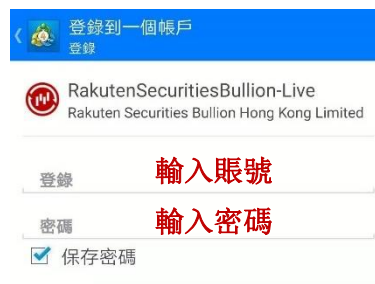 登錄到一個帳戶
登錄
RakutenSecuritiesBullion-Live
Rakuten Securities Bullion Hong Kong Limited
登錄 輸入賬號
密碼 輸入密碼
保存密碼